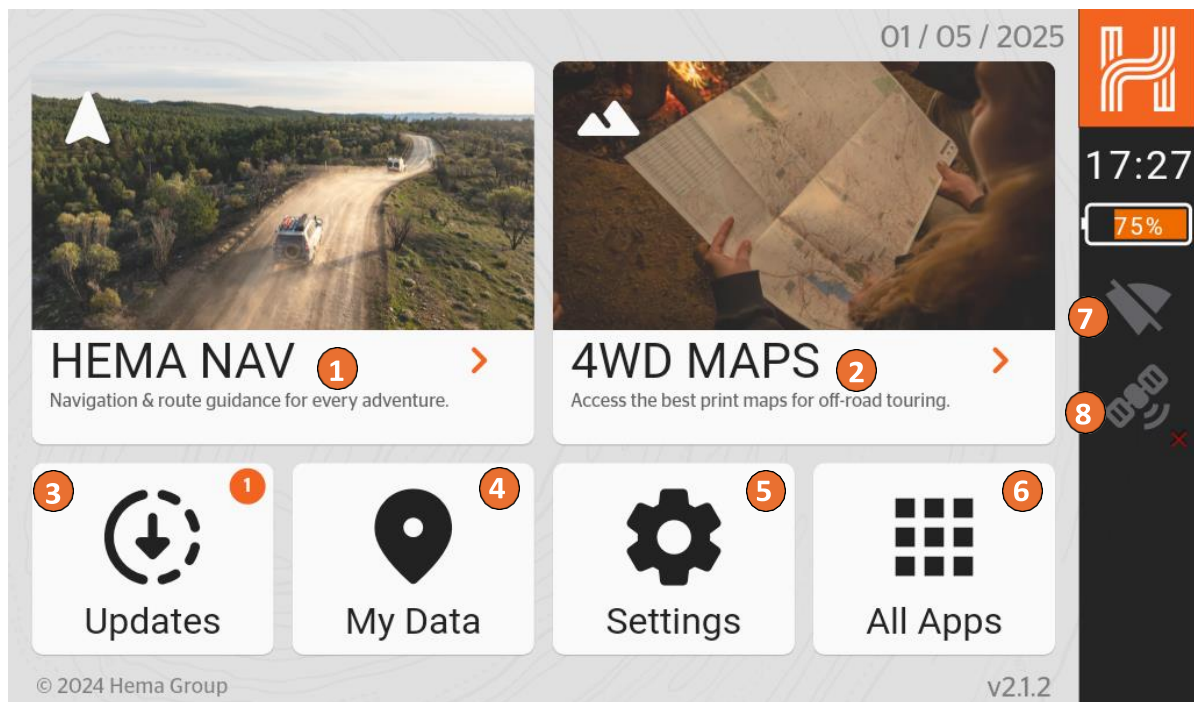 01 / 05 / 2025
17:27
75%
7
HEMA NAV 1
Navigation & route guidance for every adventure.
4WD MAPS 2
Access the best print maps for off-road touring.
8
3 1
Updates
4
My Data
5
Settings
6
All Apps
© 2024 Hema Group
v2.1.2